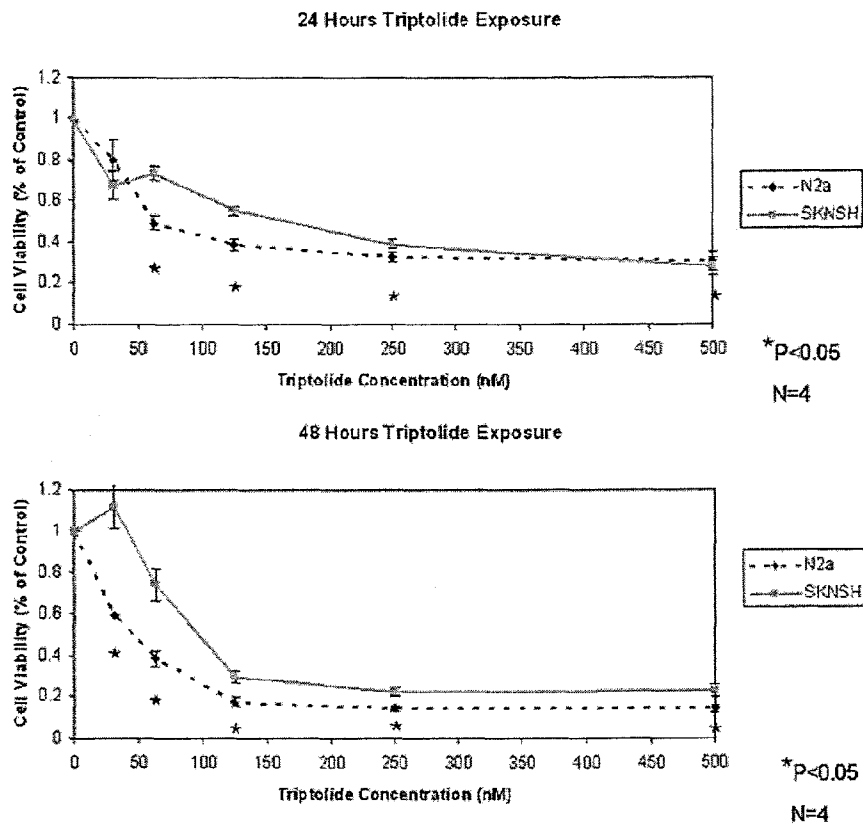 24 Hours Triptolide Exposure
Cell Viability (% of Control)
1.2
1
0.8
0.6
0.4
0.2
0
0 50 100 150 200 250 300 350 400 450 500
Triptolide Concentration (nM)
N2a
SKNSH
* * * *
*P<0.05
N=4
48 Hours Triptolide Exposure
Cell Viability (% of Control)
1.2
1
0.8
0.6
0.4
0.2
0
0 50 100 150 200 250 300 350 400 450 500
Triptolide Concentration (nM)
N2a
SKNSH
* * * * *
*P<0.05
N=4